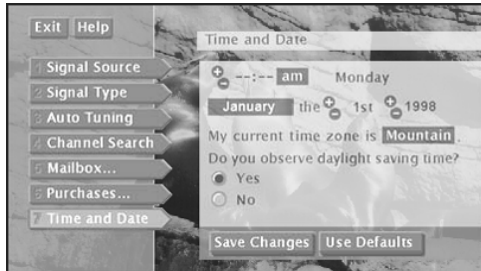 Exit Help
Time and Date
1 Signal Source
--:-- am Monday
2 Signal Type
January the 1st 1998
3 Auto Tuning
My current time zone is Mountain.
4 Channel Search
Do you observe daylight saving time?
5 Mailbox...
Yes
6 Purchases...
No
7 Time and Date
Save Changes Use Defaults